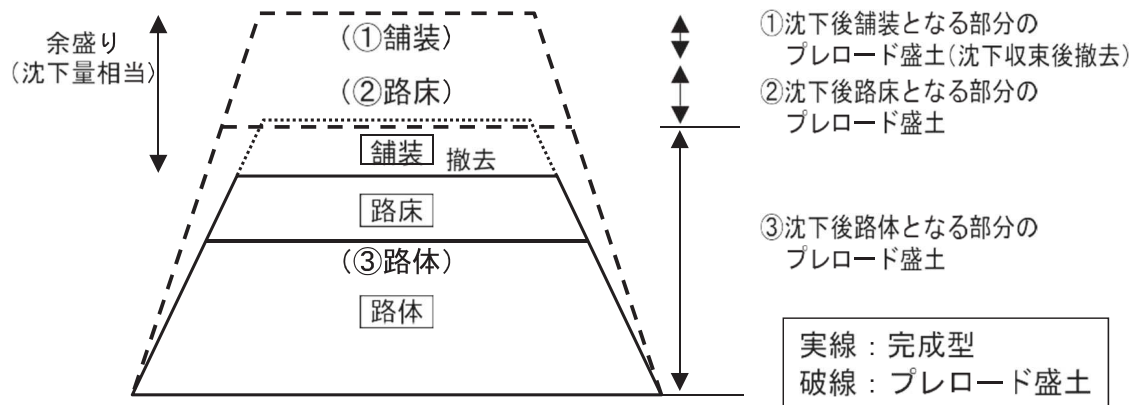 余盛り
(沈下量相当)
(①舗装)
(②路床)
舗装 撤去
路床
(③路体)
路体
①沈下後舗装となる部分の
プレロード盛土(沈下収束後撤去)
②沈下後路床となる部分の
プレロード盛土
③沈下後路体となる部分の
プレロード盛土
実線：完成型
破線：プレロード盛土